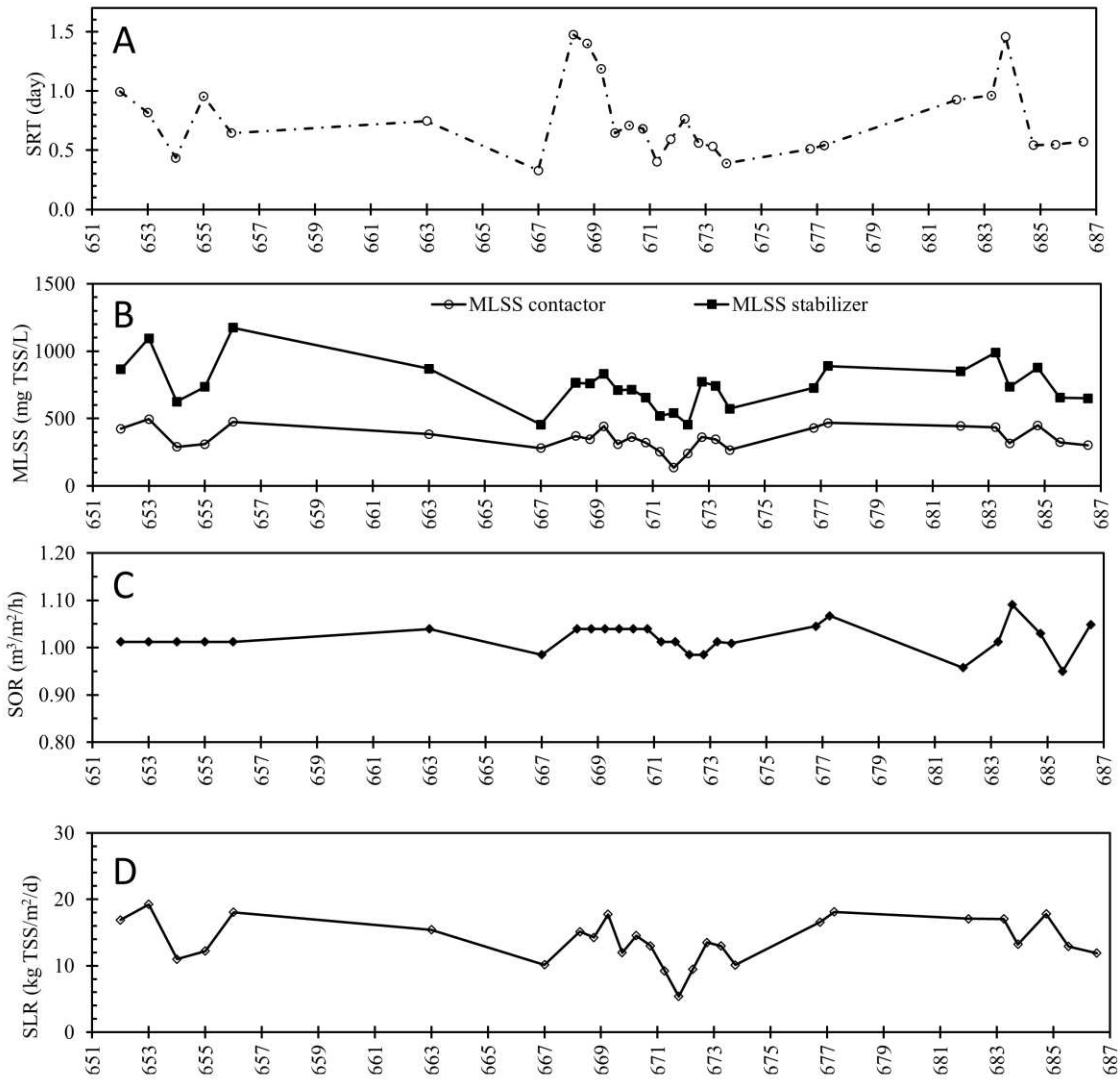 A
SRT (day)
1.5
1.0
0.5
0.0
651 653 655 657 659 661 663 665 667 669 671 673 675 677 679 681 683 685 687
B
MLSS contactor MLSS stabilizer
MLSS (mg TSS/L)
1500
1000
500
0
651 653 655 657 659 661 663 665 667 669 671 673 675 677 679 681 683 685 687
C
SOR (m³/m²/h)
1.20
1.10
1.00
0.90
0.80
651 653 655 657 659 661 663 665 667 669 671 673 675 677 679 681 683 685 687
D
SLR (kg TSS/m²/d)
30
20
10
0
651 653 655 657 659 661 663 665 667 669 671 673 675 677 679 681 683 685 687